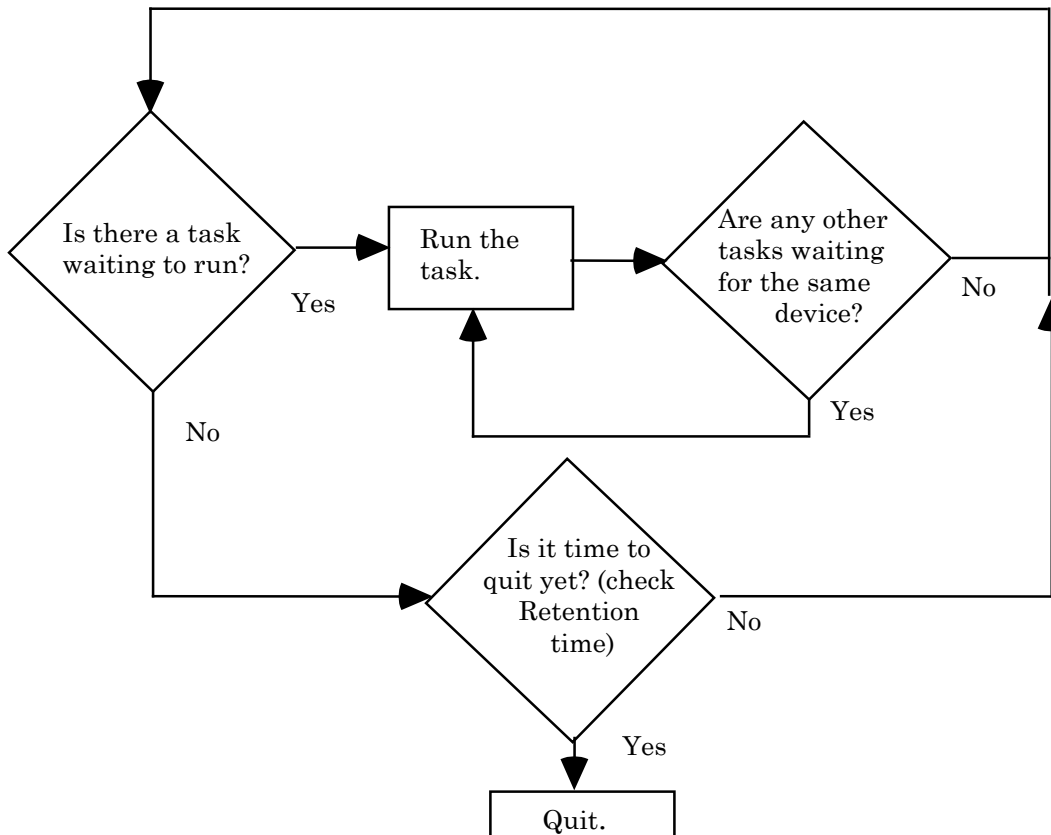 Is there a task
waiting to run?
Yes
No
Run the
task.
Are any other
tasks waiting
for the same
device?
No
Yes
Is it time to
quit yet? (check
Retention
time)
No
Yes
Quit.